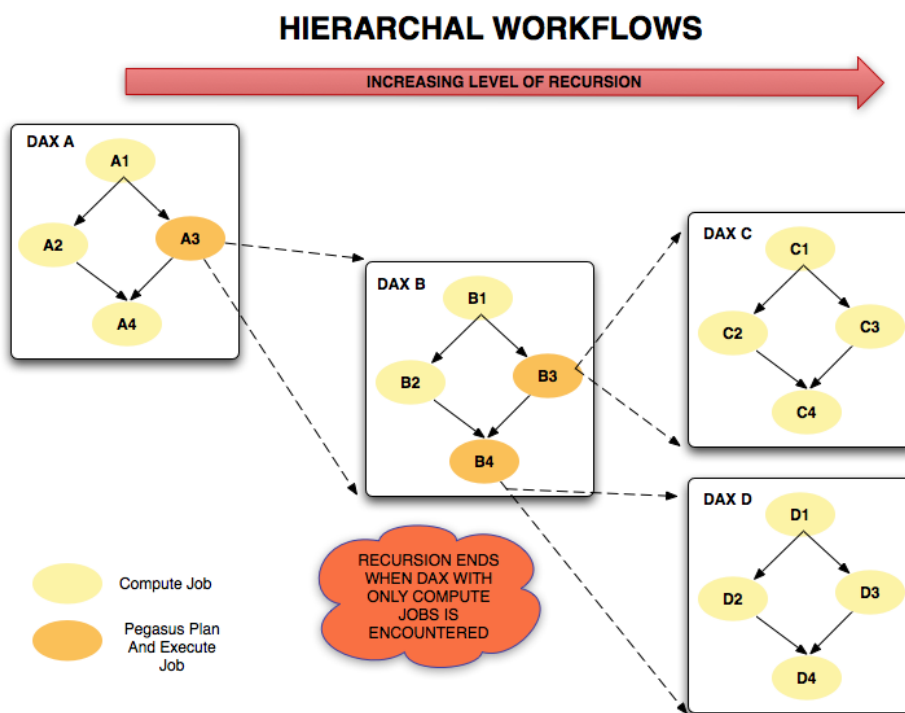 HIERARCHAL WORKFLOWS
INCREASING LEVEL OF RECURSION
DAX A
A1
A2
A3
A4
DAX B
B1
B2
B3
B4
DAX C
C1
C2
C3
C4
DAX D
D1
D2
D3
D4
Compute Job
Pegasus Plan
And Execute
Job
RECURSION ENDS
WHEN DAX WITH
ONLY COMPUTE
JOBS IS
ENCOUNTERED